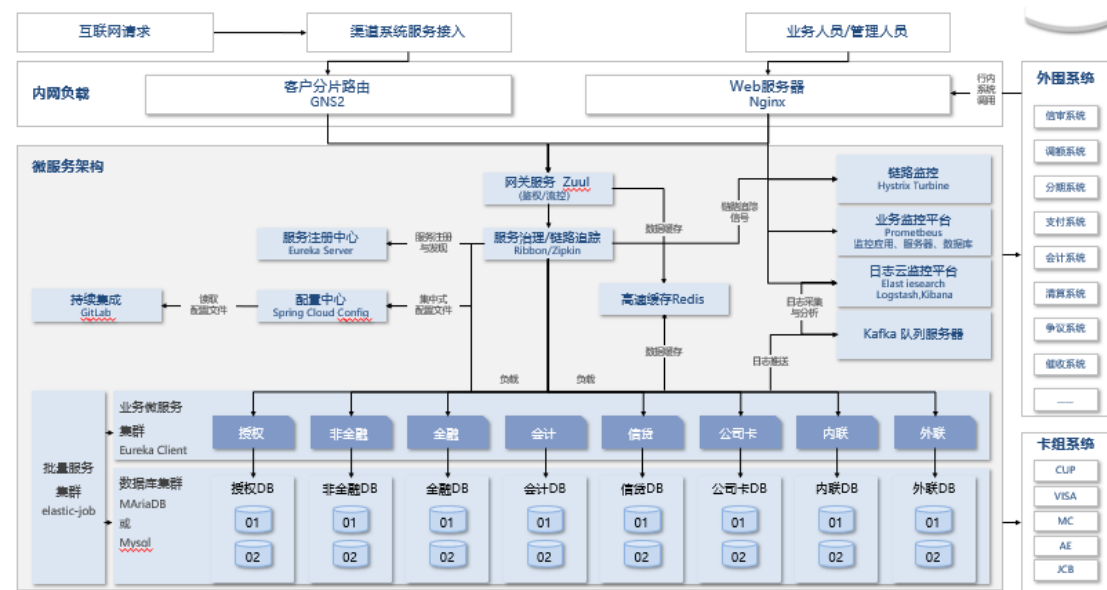 互联网请求
渠道系统服务接入
业务人员/管理人员
内网负载
客户分片路由
GNS2
Web服务器
Nginx
行内
系统
调用
外围系统
信审系统
调额系统
分期系统
支付系统
会计系统
清算系统
争议系统
催收系统
......
微服务架构
网关服务 Zuul
(鉴权/流控)
链路监控
Hystrix Turbine
链路追踪
信号
数据缓存
服务注册中心
Eureka Server
服务注册
与发现
服务治理/链路追踪
Ribbon/Zipkin
业务监控平台
Prometbeus
监控应用、服务器、数据库
日志云监控平台
Elast iesearch
Logstash,Kibana
持续集成
GitLab
读取
配置文件
配置中心
Spring Cloud Config
集中式
配置文件
高速缓存Redis
日志采集
与分析
Kafka 队列服务器
数据缓存
日志推送
负载
负载
批量服务
集群
elastic-job
业务微服务
集群
Eureka Client
授权
非金融
金融
会计
信贷
公司卡
内联
外联
数据库集群
MAriaDB
或
Mysql
授权DB
非金融DB
金融DB
会计DB
信贷DB
公司卡DB
内联DB
外联DB
01
01
01
01
01
01
01
01
02
02
02
02
02
02
02
02
卡组系统
CUP
VISA
MC
AE
JCB